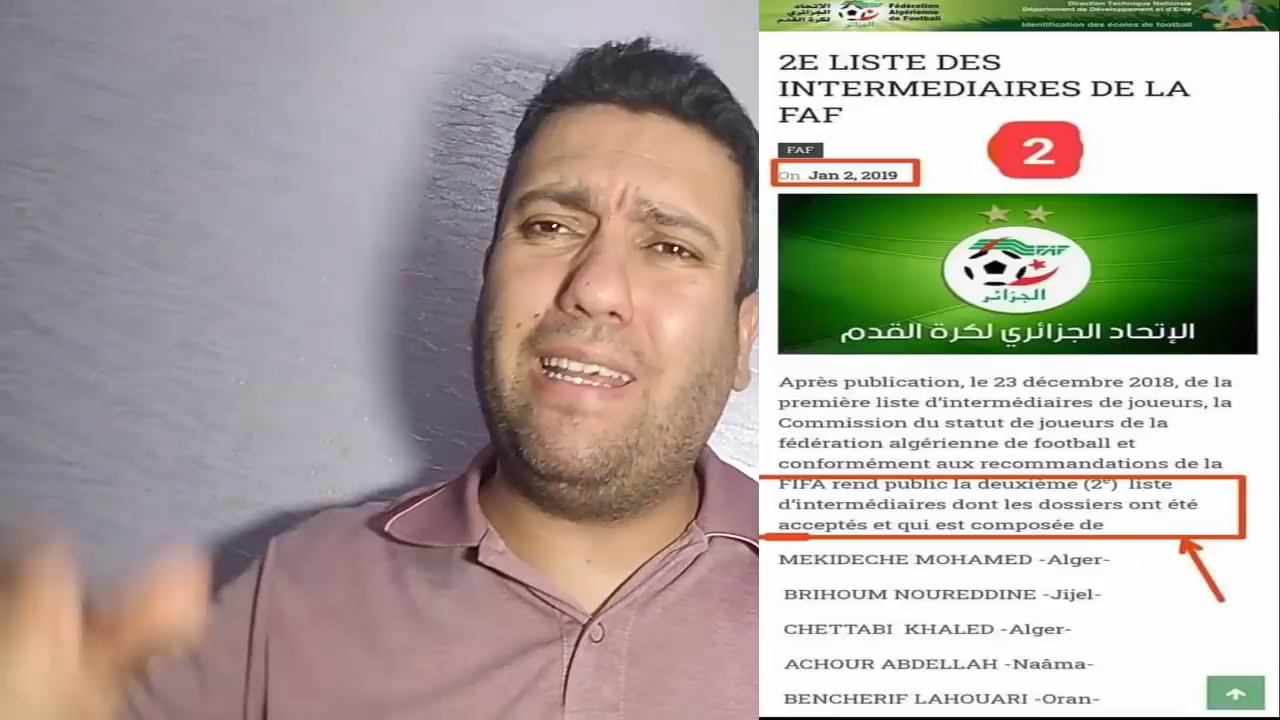 الإتحاد
الجزائري
لكرة القدم
الجزائر
Fédération
Algérienne
de Football
Direction Technique Nationale
Département de Développement et d'Élite
Identification des écoles de football
2E LISTE DES
INTERMEDIAIRES DE LA
FAF
FAF
2
On Jan 2, 2019
FAF
الجزائر
الإتحاد الجزائري لكرة القدم
Après publication, le 23 décembre 2018, de la
première liste d'intermédiaires de joueurs, la
Commission du statut de joueurs de la
fédération algérienne de football et
conformément aux recommandations de la
FIFA rend public la deuxième (2e) liste
d'intermédiaires dont les dossiers ont été
acceptés et qui est composée de
MEKIDECHE MOHAMED -Alger-
BRIHOUM NOUREDDINE -Jijel-
CHETTABI KHALED -Alger-
ACHOUR ABDELLAH -Naâma-
BENCHERIF LAHOUARI -Oran-